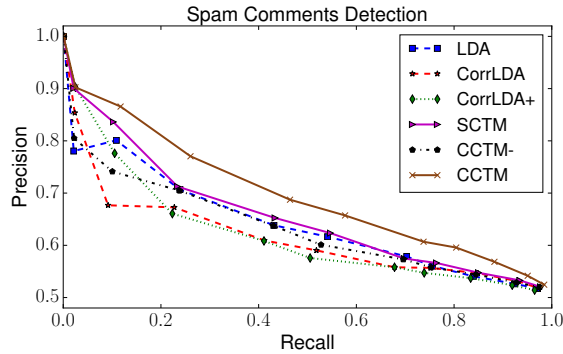 Spam Comments Detection
1.0
0.9
0.8
0.7
0.6
0.5
Precision
LDA
CorrLDA
CorrLDA+
SCTM
CCTM-
CCTM
0.0
0.2
0.4
0.6
0.8
1.0
Recall